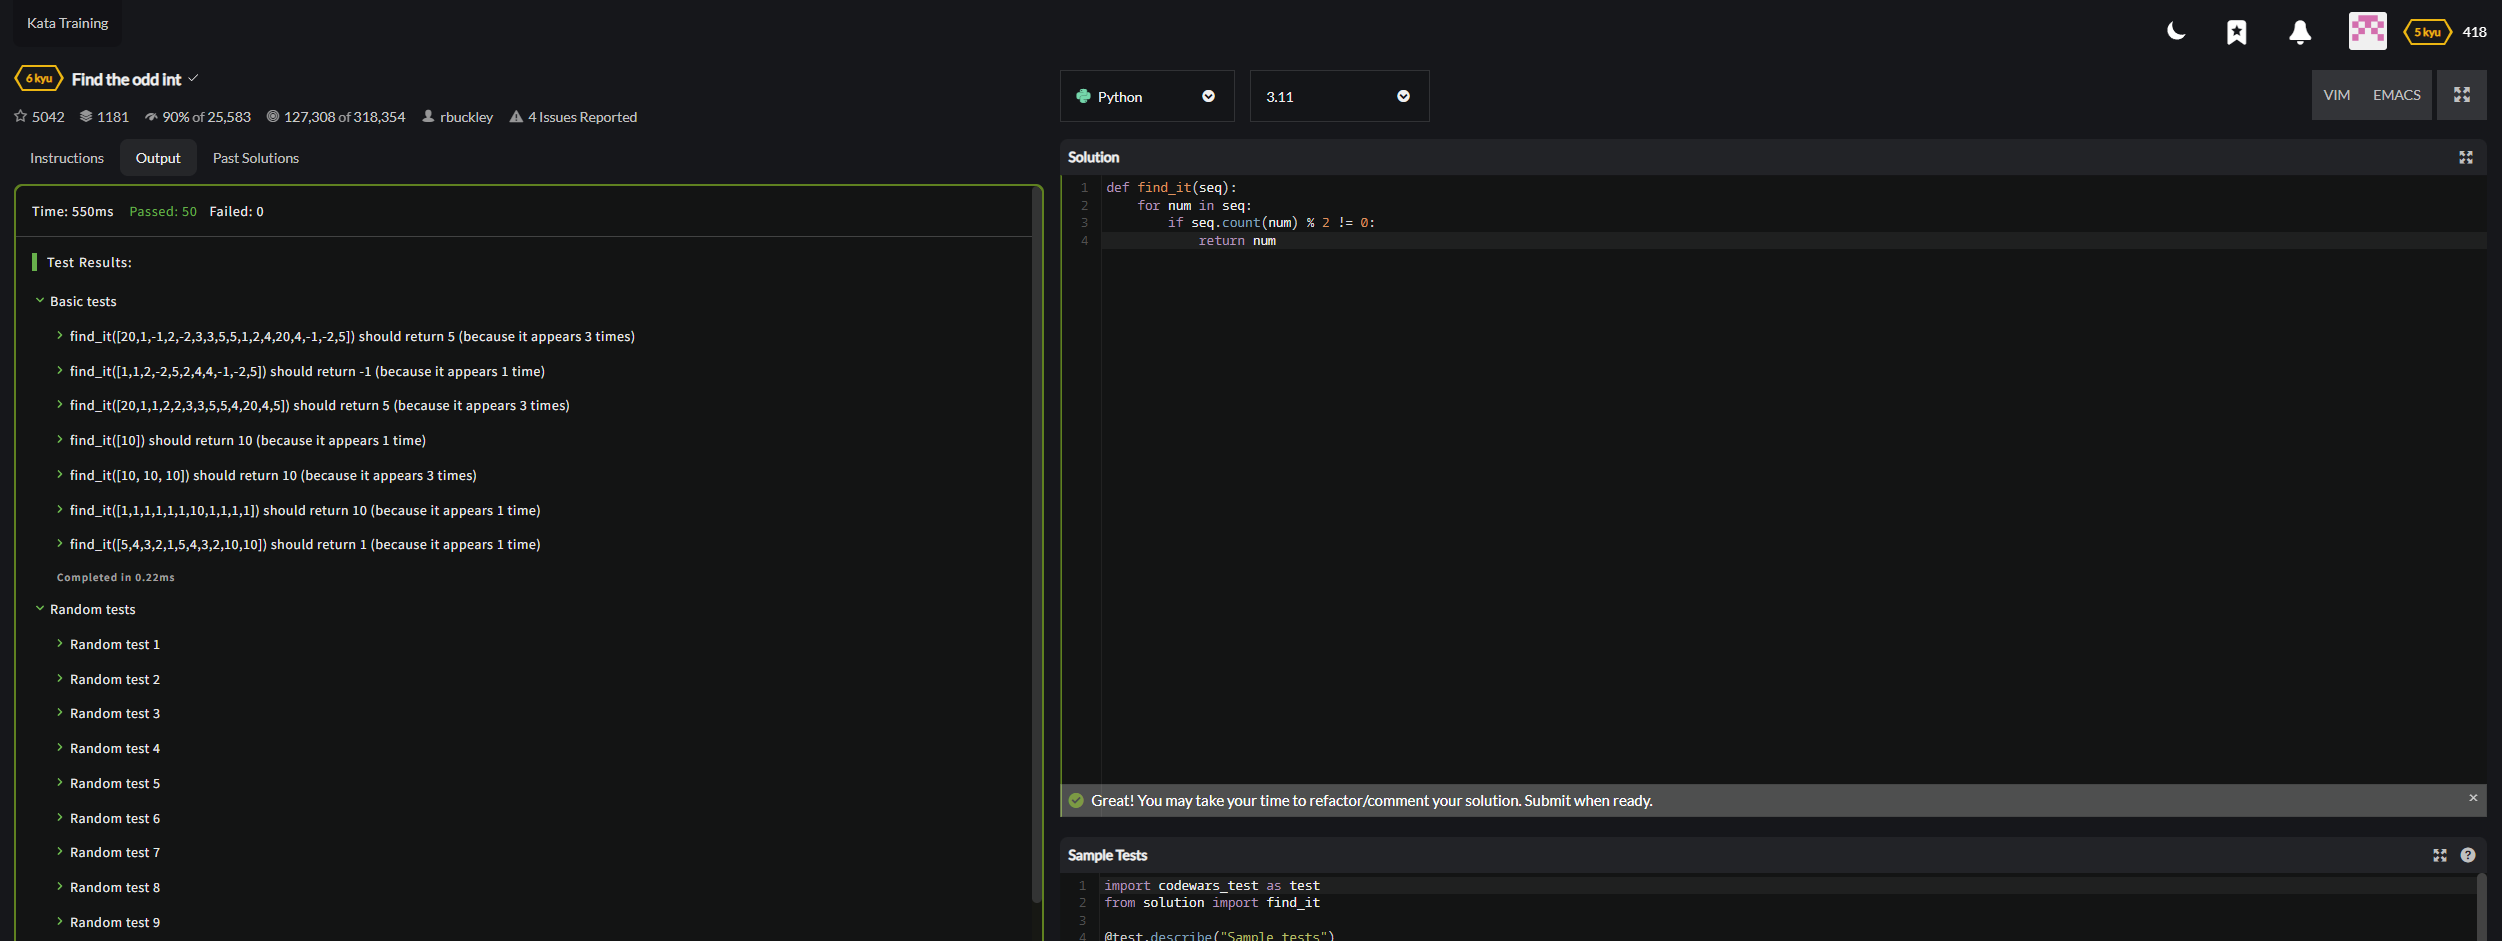 Kata Training
5 kyu 418
6 kyu Find the odd int
5042 1181 90% of 25,583 127,308 of 318,354 rbuckley 4 Issues Reported
Instructions Output Past Solutions
Time: 550ms Passed: 50 Failed: 0
Test Results:
Basic tests
find_it([20,1,-1,2,-2,3,3,5,5,1,2,4,20,4,-1,-2,5]) should return 5 (because it appears 3 times)
find_it([1,1,2,-2,5,2,4,4,-1,-2,5]) should return -1 (because it appears 1 time)
find_it([20,1,1,2,2,3,3,5,5,4,20,4,5]) should return 5 (because it appears 3 times)
find_it([10]) should return 10 (because it appears 1 time)
find_it([10, 10, 10]) should return 10 (because it appears 3 times)
find_it([1,1,1,1,1,1,10,1,1,1,1]) should return 10 (because it appears 1 time)
find_it([5,4,3,2,1,5,4,3,2,10,10]) should return 1 (because it appears 1 time)
Completed in 0.22ms
Random tests
Random test 1
Random test 2
Random test 3
Random test 4
Random test 5
Random test 6
Random test 7
Random test 8
Random test 9
Python 3.11 VIM EMACS
Solution
1 def find_it(seq):
2 for num in seq:
3 if seq.count(num) % 2 != 0:
4 return num
Great! You may take your time to refactor/comment your solution. Submit when ready.
Sample Tests
1 import codewars_test as test
2 from solution import find_it
3
4 @test.describe("Sample tests")